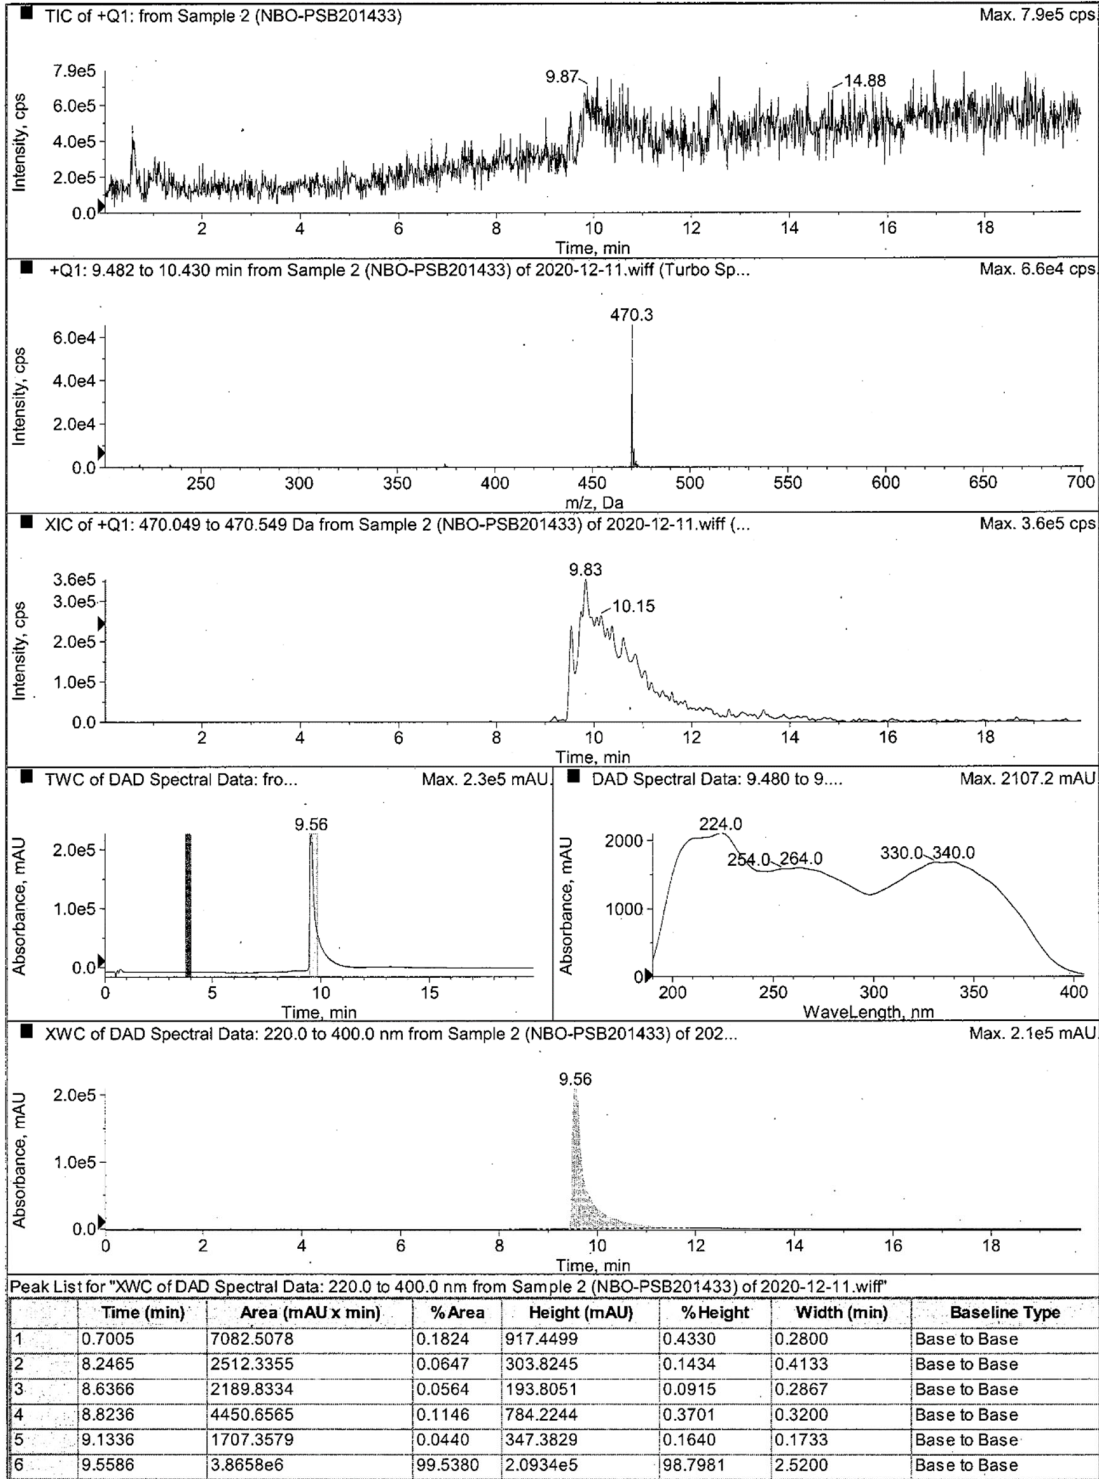 TIC of +Q1: from Sample 2 (NBO-PSB201433) Max. 7.9e5 cps.
7.9e5
6.0e5
4.0e5
2.0e5
0.0
Intensity, cps
9.87
14.88
2 4 6 8 10 12 14 16 18
Time, min
+Q1: 9.482 to 10.430 min from Sample 2 (NBO-PSB201433) of 2020-12-11.wiff (Turbo Sp... Max. 6.6e4 cps.
470.3
6.0e4
4.0e4
2.0e4
0.0
Intensity, cps
250 300 350 400 450 500 550 600 650 700
m/z, Da
XIC of +Q1: 470.049 to 470.549 Da from Sample 2 (NBO-PSB201433) of 2020-12-11.wiff (... Max. 3.6e5 cps.
3.6e5
3.0e5
2.0e5
1.0e5
0.0
Intensity, cps
9.83
10.15
2 4 6 8 10 12 14 16 18
Time, min
TWC of DAD Spectral Data: fro... Max. 2.3e5 mAU.
9.56
2.0e5
1.0e5
0.0
Absorbance, mAU
0 5 10 15
Time, min
DAD Spectral Data: 9.480 to 9.... Max. 2107.2 mAU.
224.0
254.0 264.0
330.0 340.0
2000
1000
0
Absorbance, mAU
200 250 300 350 400
WaveLength, nm
XWC of DAD Spectral Data: 220.0 to 400.0 nm from Sample 2 (NBO-PSB201433) of 202... Max. 2.1e5 mAU.
9.56
2.0e5
1.0e5
0.0
Absorbance, mAU
0 2 4 6 8 10 12 14 16 18
Time, min
Peak List for "XWC of DAD Spectral Data: 220.0 to 400.0 nm from Sample 2 (NBO-PSB201433) of 2020-12-11.wiff"
Time (min) Area (mAU x min) %Area Height (mAU) %Height Width (min) Baseline Type
1 0.7005 7082.5078 0.1824 917.4499 0.4330 0.2800 Base to Base
2 8.2465 2512.3355 0.0647 303.8245 0.1434 0.4133 Base to Base
3 8.6366 2189.8334 0.0564 193.8051 0.0915 0.2867 Base to Base
4 8.8236 4450.6565 0.1146 784.2244 0.3701 0.3200 Base to Base
5 9.1336 1707.3579 0.0440 347.3829 0.1640 0.1733 Base to Base
6 9.5586 3.8658e6 99.5380 2.0934e5 98.7981 2.5200 Base to Base